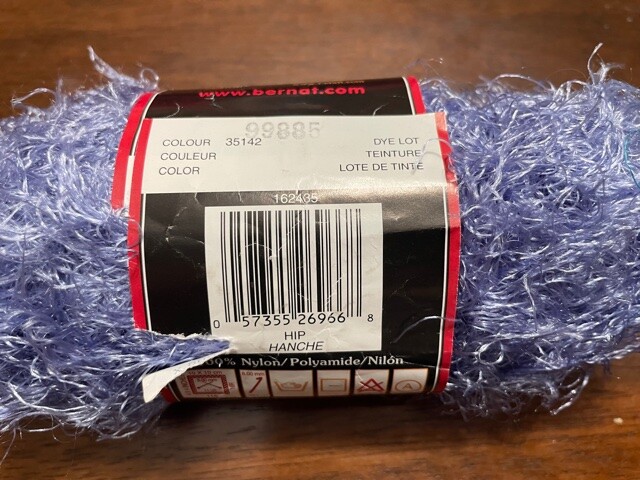 www.bernat.com
99885
COLOUR 35142 DYE LOT
COULEUR TEINTURE
COLOR LOTE DE TINTE
162405
0 57355 26966 8
HIP
HANCHE
% Nylon/Polyamide/Nilón
A